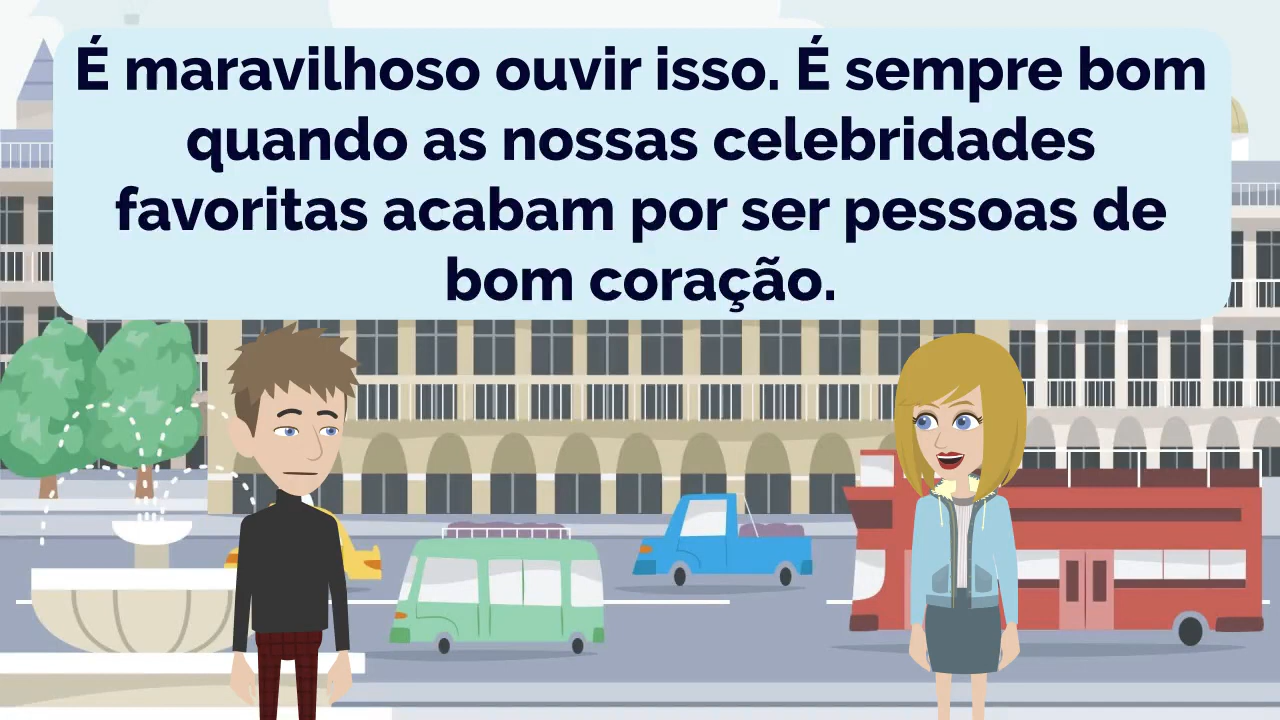 É maravilhoso ouvir isso. É sempre bom
quando as nossas celebridades
favoritas acabam por ser pessoas de
bom coração.